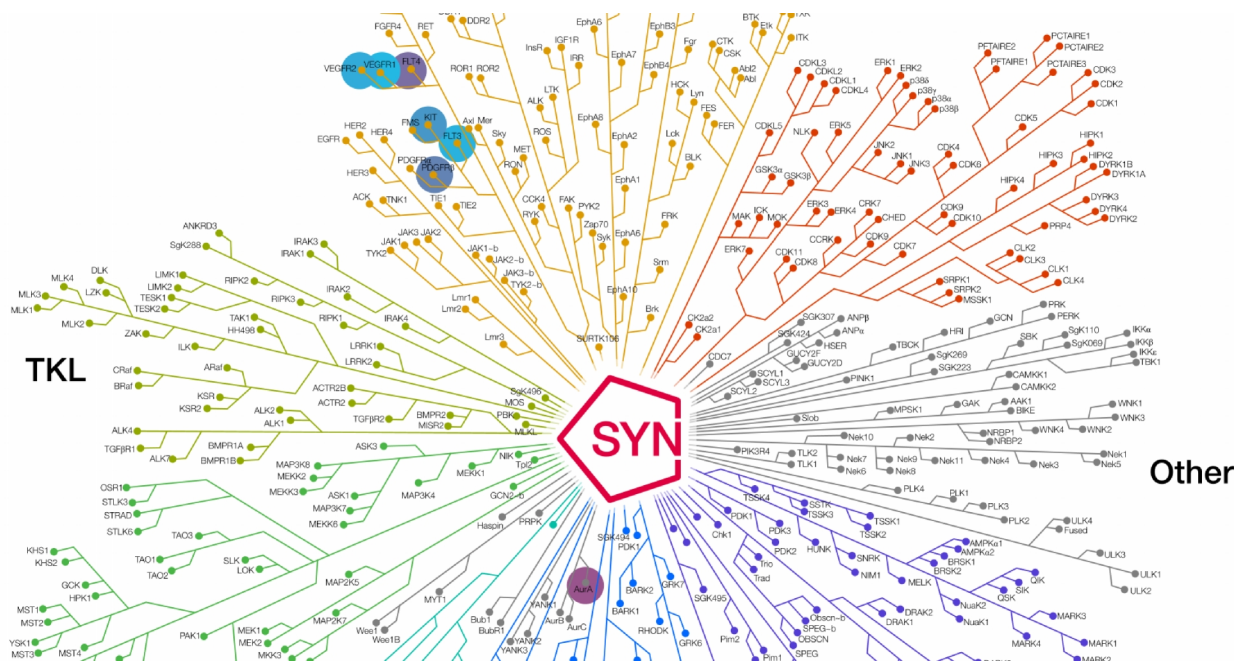 FGFR4
RET
DDR2
EphA6
EphB3
BTK
Etk
TXK
ITK
VEGFR2
VEGFR1
FLT4
ROR1
ROR2
InsR
IGF1R
IRR
EphA7
EphB4
Fgr
CTK
CSK
Abl2
Abl
LTK
ALK
ROS
HCK
Lyn
FES
FER
Lck
BLK
FMS
KIT
FLT3
Axl
Mer
Sky
MET
RON
HER2
EGFR
HER4
HER3
PDGFRα
PDGFRβ
ACK
TNK1
TIE1
TIE2
CCK4
RYK
FAK
PYK2
Zap70
Syk
EphA8
EphA2
EphA1
EphA6
EphA10
FRK
Srm
Brk
JAK1
JAK3
JAK2
TYK2
JAK1~b
JAK2~b
JAK3~b
TYK2~b
Lmr1
Lmr2
Lmr3
SURTK106
CDKL3
CDKL2
CDKL1
CDKL4
CDKL5
ERK1
ERK2
p38δ
p38γ
p38α
p38β
NLK
ERK5
JNK2
JNK1
JNK3
GSK3α
GSK3β
PFTAIRE2
PFTAIRE1
PCTAIRE1
PCTAIRE2
PCTAIRE3
CDK3
CDK2
CDK1
CDK5
CDK4
CDK6
HIPK1
HIPK2
HIPK3
HIPK4
DYRK1B
DYRK1A
DYRK3
DYRK4
DYRK2
PRP4
MAK
ICK
MOK
ERK3
ERK4
ERK7
CRK7
CHED
CDK9
CDK10
CDK9
CCRK
CDK11
CDK8
CDK7
CLK2
CLK3
CLK1
CLK4
SRPK1
SRPK2
MSSK1
CK2a2
CK2a1
CDC7
TKL
ANKRD3
SgK288
IRAK3
IRAK1
DLK
MLK4
LZK
MLK3
MLK1
MLK2
LIMK1
LIMK2
TESK1
TESK2
RIPK2
RIPK3
RIPK1
IRAK2
IRAK4
TAK1
HH498
ZAK
ILK
LRRK1
LRRK2
CRaf
BRaf
ARaf
KSR
KSR2
ACTR2B
ACTR2
TGFβR2
BMPR2
MISR2
ALK4
TGFβR1
ALK7
ALK2
ALK1
BMPR1A
BMPR1B
SgK496
MOS
PBK
MLKL
SYN
SGK307
ANPβ
SGK424
ANPα
HSER
GUCY2F
GUCY2D
SCYL1
SCYL3
SCYL2
PINK1
TBCK
HRI
GCN
PRK
PERK
SBK
SgK269
SGK223
SgK110
SgK069
IKKα
IKKβ
IKKε
TBK1
CAMKK1
CAMKK2
Slob
MPSK1
GAK
AAK1
BIKE
WNK1
WNK3
WNK4
WNK2
NRBP1
NRBP2
Nek10
Nek2
PIK3R4
TLK2
TLK1
Nek7
Nek6
Nek9
Nek8
Nek11
Nek4
Nek3
Nek1
Nek5
Other
PLK4
PLK1
PLK3
PLK2
ULK4
Fused
ULK3
ULK1
ULK2
ASK3
MAP3K8
MEKK2
MEKK3
ASK1
MAP3K7
MEKK6
MAP3K4
MEKK1
NIK
Tpl2
GCN2~b
OSR1
STLK3
STRAD
STLK6
TAO3
TAO1
TAO2
SLK
LOK
KHS1
KHS2
GCK
HPK1
MST1
MST2
YSK1
MST3
MST4
PAK1
MAP2K5
MAP2K7
MEK1
MEK2
MKK3
Haspin
PRPK
MYT1
Wee1
Wee1B
Bub1
BubR1
YANK1
YANK2
YANK3
AurA
AurB
AurC
SGK494
PDK1
BARK2
BARK1
GRK7
RHODK
GRK6
TSSK4
SSTK
TSSK3
TSSK1
TSSK2
PDK1
Chk1
PDK3
PDK2
HUNK
SNRK
NIM1
Trio
Trad
SGK495
Pim2
Pim1
Obscn~b
SPEG~b
OBSCN
SPEG
DRAK2
DRAK1
MELK
AMPKα1
AMPKα2
BRSK1
BRSK2
NuaK2
NuaK1
QIK
SIK
QSK
MARK3
MARK4
MARK1